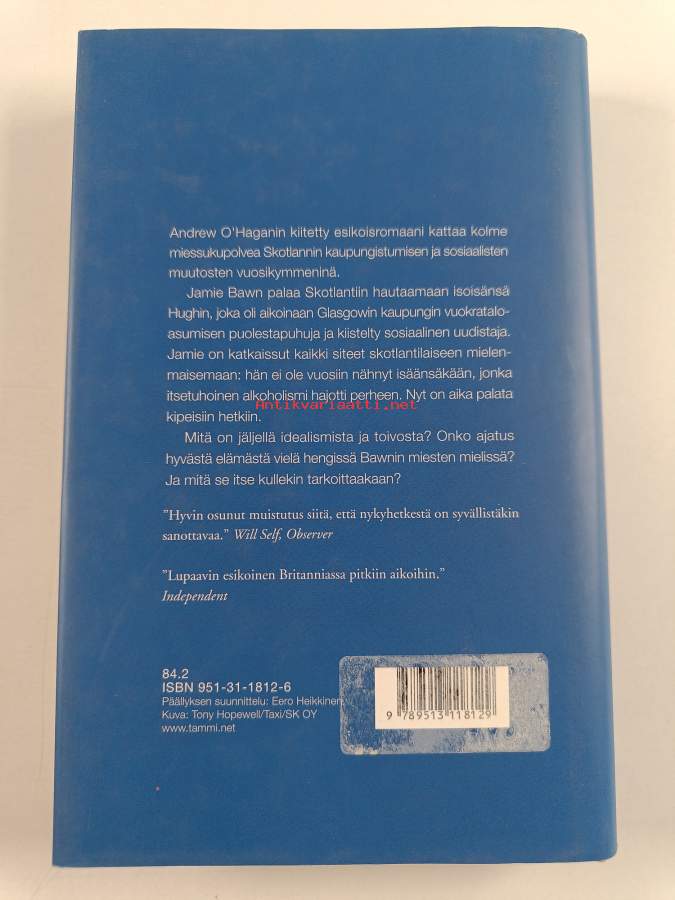 Andrew O'Haganin kiitetty esikoisromaani kattaa kolme
miessukupolvea Skotlannin kaupungistumisen ja sosiaalisten
muutosten vuosikymmeninä.
Jamie Bawn palaa Skotlantiin hautaamaan isoisänsä
Hughin, joka oli aikoinaan Glasgowin kaupungin vuokratalo-
asumisen puolestapuhuja ja kiistelty sosiaalinen uudistaja.
Jamie on katkaissut kaikki siteet skotlantilaiseen mielen-
maisemaan: hän ei ole vuosiin nähnyt isäänsäkään, jonka
itsetuhoinen alkoholismi hajotti perheen. Nyt on aika palata
Antikvariaatti.net
kipeisiin hetkiin.
Mitä on jäljellä idealismista ja toivosta? Onko ajatus
hyvästä elämästä vielä hengissä Bawnin miesten mielissä?
Ja mitä se itse kullekin tarkoittaakaan?
"Hyvin osunut muistutus siitä, että nykyhetkestä on syvällistäkin
sanottavaa." Will Self, Observer
"Lupaavin esikoinen Britanniassa pitkiin aikoihin."
Independent
84.2
ISBN 951-31-1812-6
Päällyksen suunnittelu: Eero Heikkinen
Kuva: Tony Hopewell/Taxi/SK OY
www.tammi.net
9 789513 118129